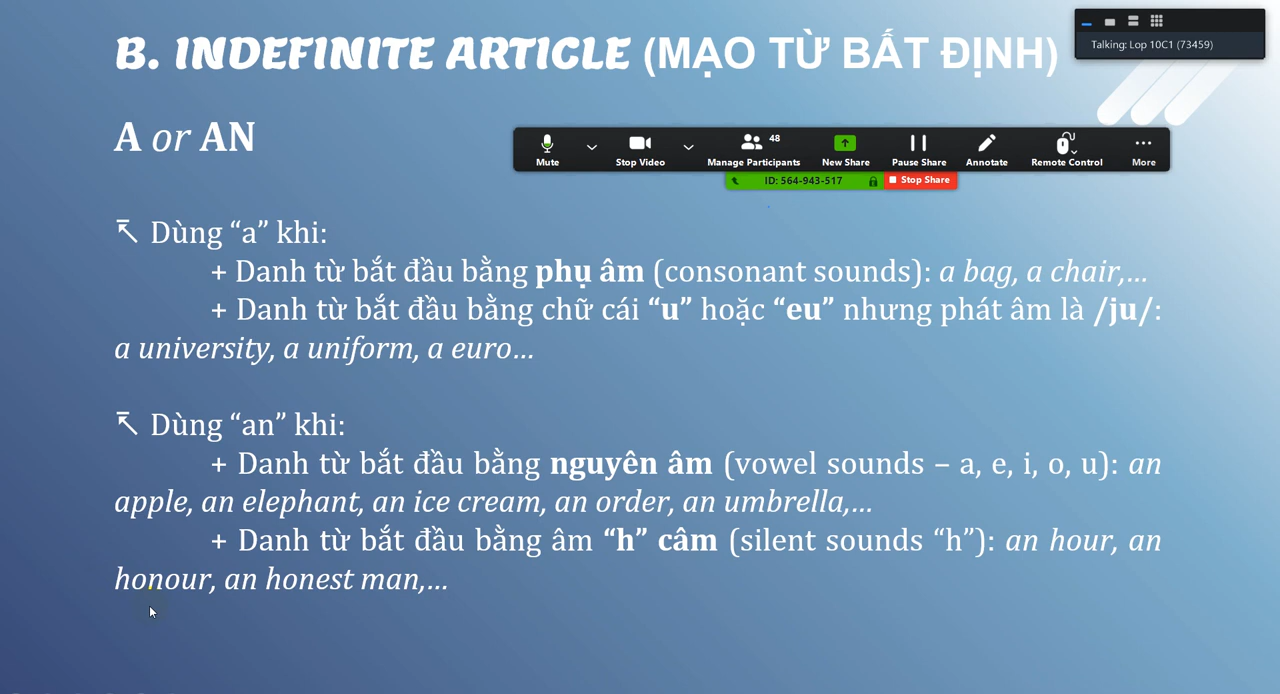 B. INDEFINITE ARTICLE (MẠO TỪ BẤT ĐỊNH)
Talking: Lop 10C1 (73459)
A or AN
48
Mute Stop Video Manage Participants New Share Pause Share Annotate Remote Control More
ID: 564-943-517 Stop Share
Dùng “a” khi:
+ Danh từ bắt đầu bằng phụ âm (consonant sounds): a bag, a chair,…
+ Danh từ bắt đầu bằng chữ cái “u” hoặc “eu” nhưng phát âm là /ju/:
a university, a uniform, a euro…
Dùng “an” khi:
+ Danh từ bắt đầu bằng nguyên âm (vowel sounds – a, e, i, o, u): an
apple, an elephant, an ice cream, an order, an umbrella,…
+ Danh từ bắt đầu bằng âm “h” câm (silent sounds “h”): an hour, an
honour, an honest man,…